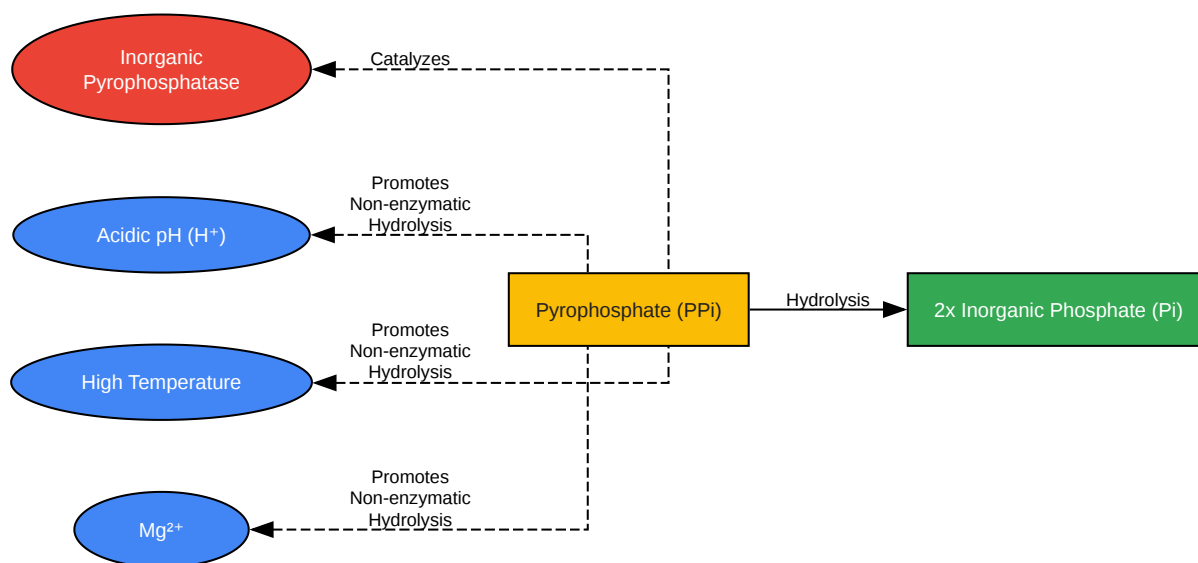 Inorganic
Pyrophosphatase
Catalyzes
Promotes
Non-enzymatic
Hydrolysis
Acidic pH (H⁺)
Pyrophosphate (PPi)
Hydrolysis
2x Inorganic Phosphate (Pi)
Promotes
Non-enzymatic
Hydrolysis
High Temperature
Promotes
Non-enzymatic
Hydrolysis
Mg²⁺